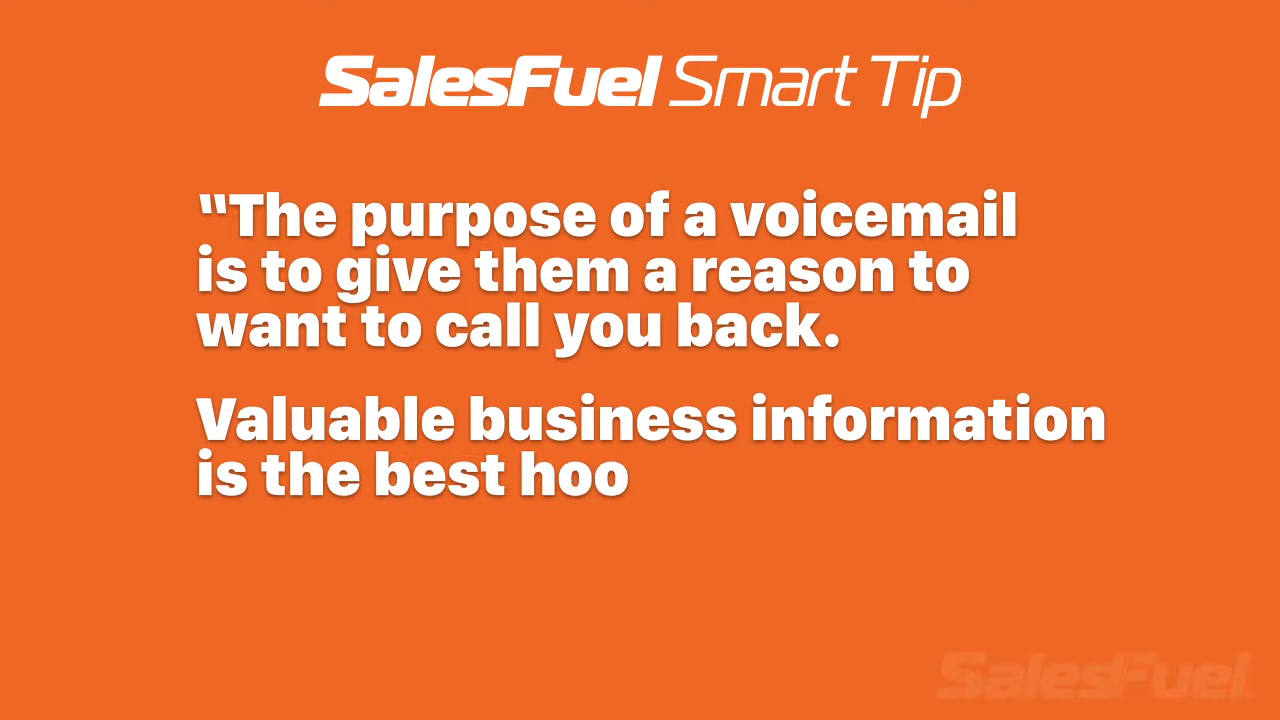 SalesFuel Smart Tip
"The purpose of a voicemail
is to give them a reason to
want to call you back.
Valuable business information
is the best hoo
SalesFuel